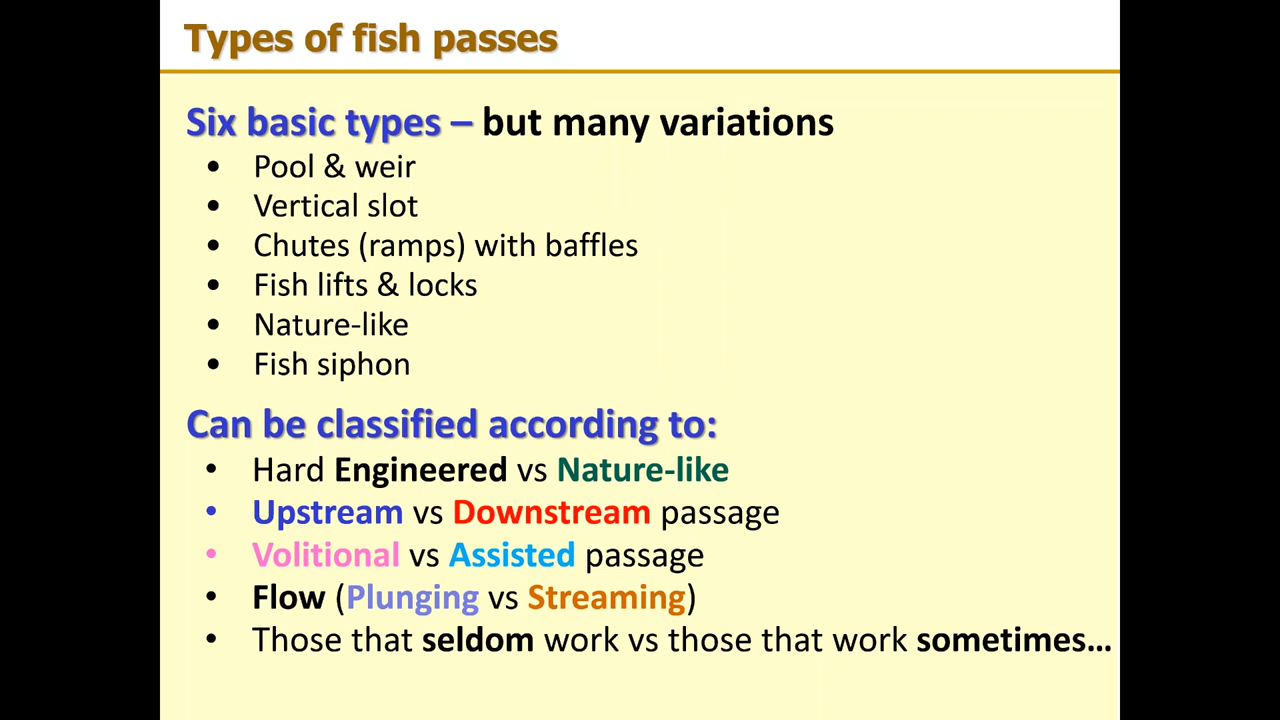 Types of fish passes
Six basic types – but many variations
• Pool & weir
• Vertical slot
• Chutes (ramps) with baffles
• Fish lifts & locks
• Nature-like
• Fish siphon
Can be classified according to:
• Hard Engineered vs Nature-like
• Upstream vs Downstream passage
• Volitional vs Assisted passage
• Flow (Plunging vs Streaming)
• Those that seldom work vs those that work sometimes…